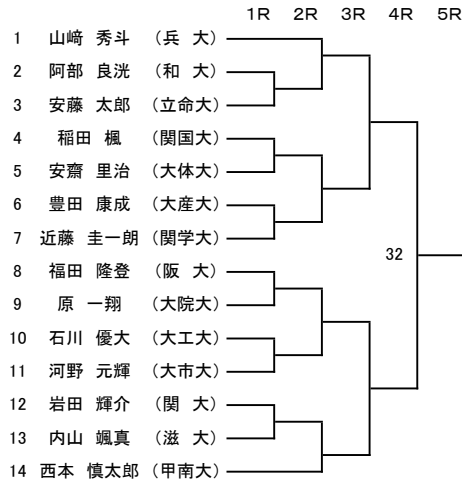 1R 2R 3R 4R 5R
1 山﨑 秀斗 （兵 大）
2 阿部 良洸 （和 大）
3 安藤 太郎 （立命大）
4 稲田 楓 （関国大）
5 安齋 里治 （大体大）
6 豊田 康成 （大産大）
7 近藤 圭一朗 （関学大）
8 福田 隆登 （阪 大）
32
9 原 一翔 （大院大）
10 石川 優大 （大工大）
11 河野 元輝 （大市大）
12 岩田 輝介 （関 大）
13 内山 颯真 （滋 大）
14 西本 慎太郎 （甲南大）